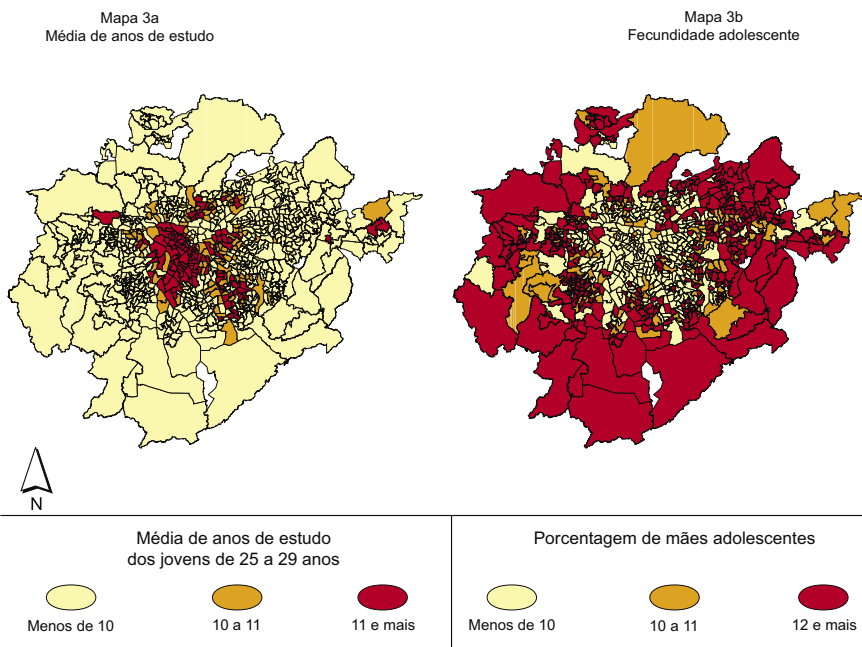 Mapa 3a
Média de anos de estudo
Mapa 3b
Fecundidade adolescente
N
Média de anos de estudo
dos jovens de 25 a 29 anos
Menos de 10
10 a 11
11 e mais
Porcentagem de mães adolescentes
Menos de 10
10 a 11
12 e mais